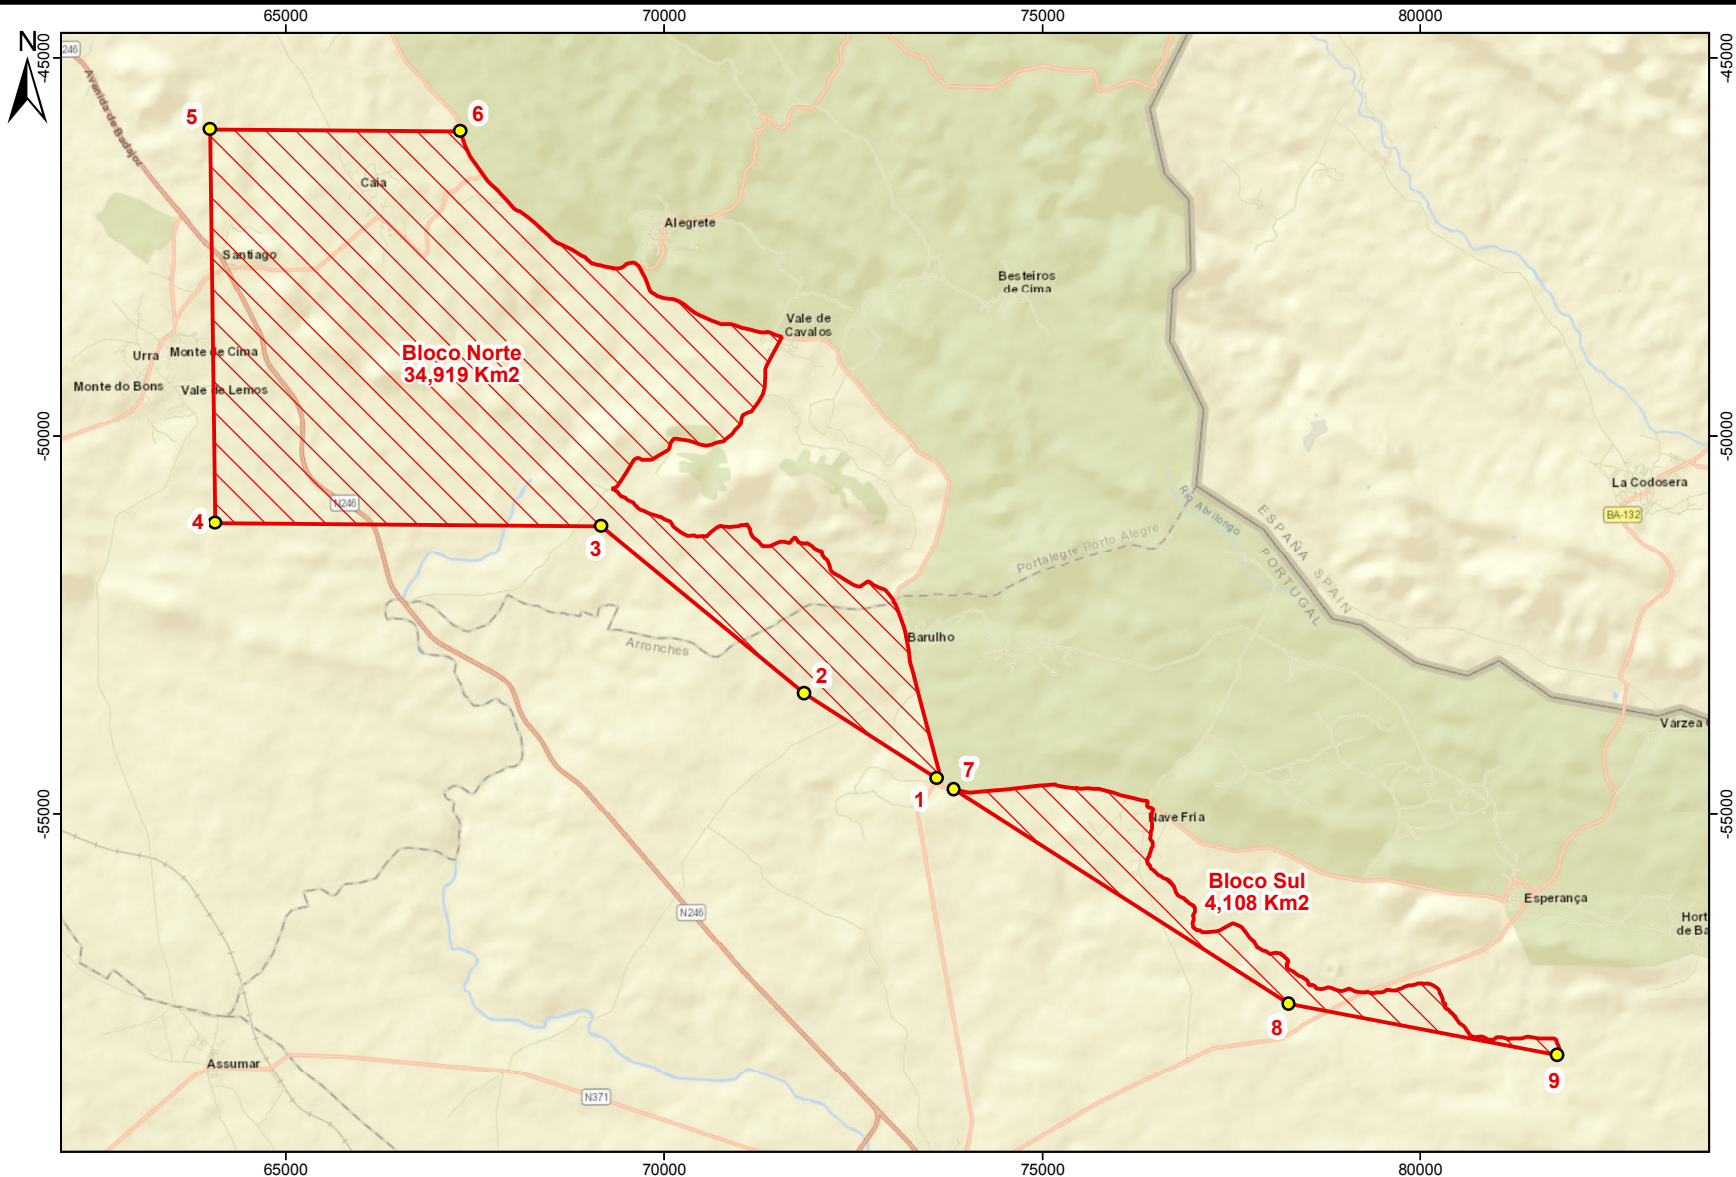 65000
70000
75000
80000
N
-45000
-45000
246
Avenida de Badajoz
5
6
Caia
Alegrete
Santiago
Besteiros
de Cima
Vale de
Cavalos
Urra
Monte de Cima
Monte do Bons
Vale de Lemos
Bloco Norte
34,919 Km2
-50000
-50000
La Codosera
BA-132
N246
4
3
Rio Abrilongo
ESPAÑA SPAIN
PORTUGAL
Portalegre Porto Alegre
Arronches
Barulho
2
Várzea
7
1
-55000
-55000
Nave Fria
Bloco Sul
4,108 Km2
Esperança
N246
Hort
de Ba
8
9
Assumar
N371
65000
70000
75000
80000